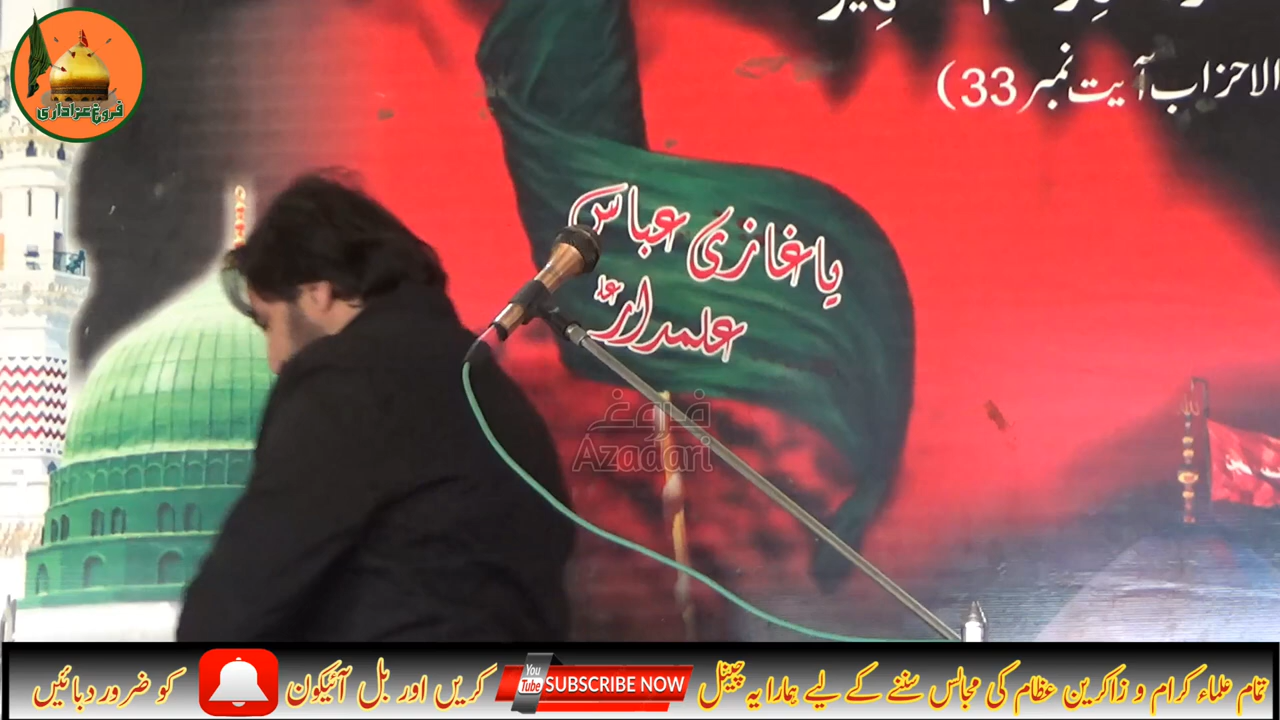 الاحزاب آیت نمبر 33)
فروغ عزاداری
یا غازی عباس
علمدارؑ
فروغ
Azadari
تمام علماء کرام و ذاکرین عظام کی مجالس سننے کے لیے ہمارا یہ چینل
You Tube SUBSCRIBE NOW
کریں اور بل آئیکون
کو ضرور دبائیں